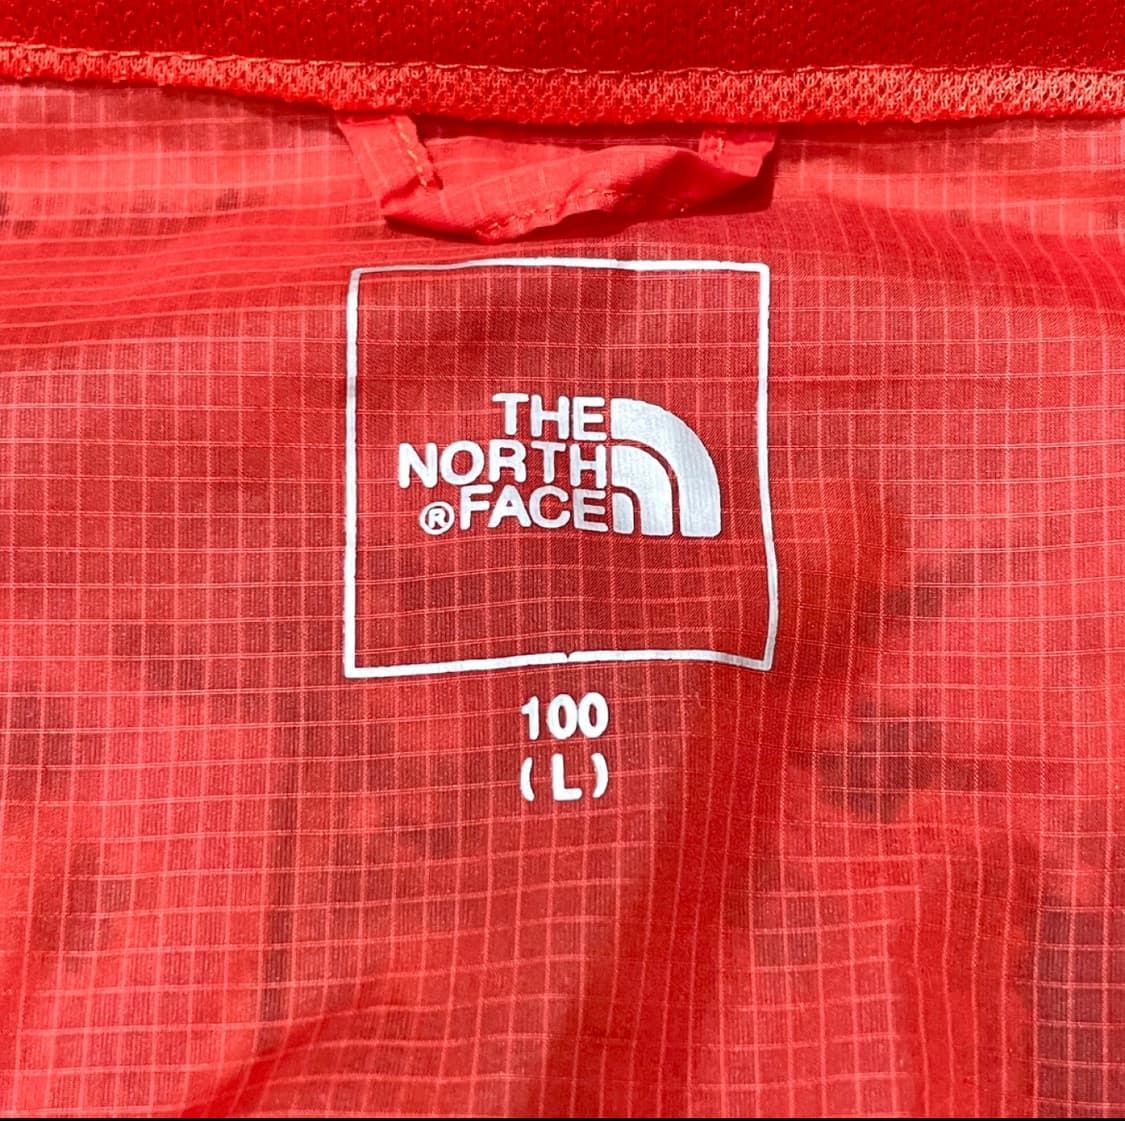 THE
NORTH
®FACE
100
(L)